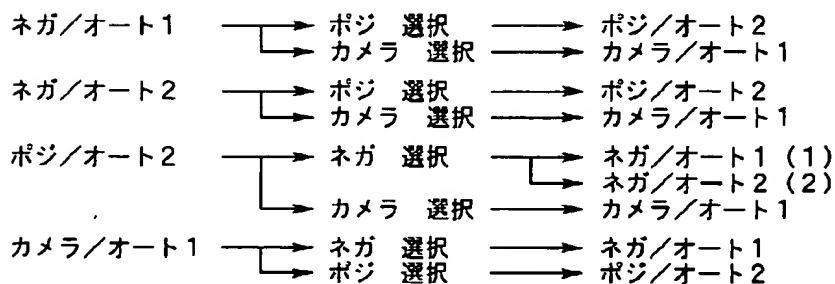 ネガ／オート1 ポジ 選択 ポジ／オート2
カメラ 選択 カメラ／オート1
ネガ／オート2 ポジ 選択 ポジ／オート2
カメラ 選択 カメラ／オート1
ポジ／オート2 ネガ 選択 ネガ／オート1 (1)
ネガ／オート2 (2)
カメラ 選択 カメラ／オート1
カメラ／オート1 ネガ 選択 ネガ／オート1
ポジ 選択 ポジ／オート2